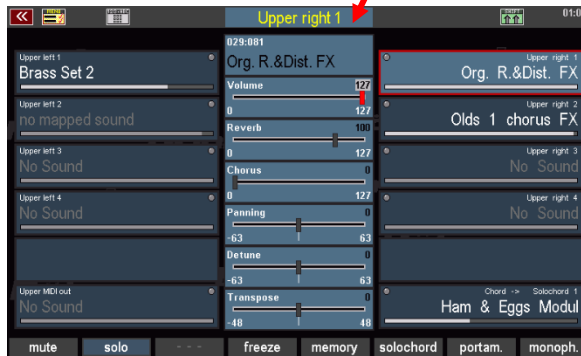 MENU
Upper right 1
SHIFT
01:0
029:081
Org. R.&Dist. FX
Upper left 1
Brass Set 2
Upper left 2
no mapped sound
Upper left 3
No Sound
Upper left 4
No Sound
Upper MIDI out
No Sound
Volume 127
0 127
Reverb 100
0 127
Chorus 0
0 127
Panning 0
-63 63
Detune 0
-63 63
Transpose 0
-48 48
Upper right 1
Org. R.&Dist. FX
Upper right 2
Olds 1 chorus FX
Upper right 3
No Sound
Upper right 4
No Sound
Chord -> Solochord 1
Ham & Eggs Modul
mute solo - - - freeze memory solochord portam. monoph.